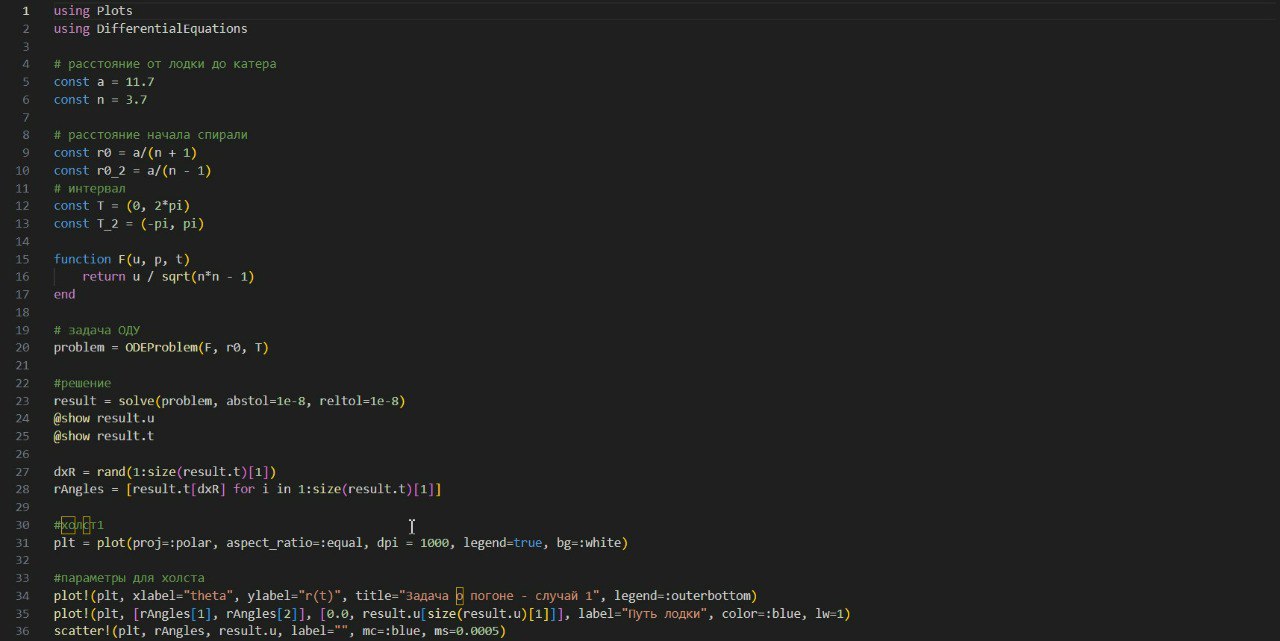 1 using Plots
2 using DifferentialEquations
3
4 # расстояние от лодки до катера
5 const a = 11.7
6 const n = 3.7
7
8 # расстояние начала спирали
9 const r0 = a/(n + 1)
10 const r0_2 = a/(n - 1)
11 # интервал
12 const T = (0, 2*pi)
13 const T_2 = (-pi, pi)
14
15 function F(u, p, t)
16     return u / sqrt(n*n - 1)
17 end
18
19 # задача ОДУ
20 problem = ODEProblem(F, r0, T)
21
22 #решение
23 result = solve(problem, abstol=1e-8, reltol=1e-8)
24 @show result.u
25 @show result.t
26
27 dxR = rand(1:size(result.t)[1])
28 rAngles = [result.t[dxR] for i in 1:size(result.t)[1]]
29
30 #холст1
31 plt = plot(proj=:polar, aspect_ratio=:equal, dpi = 1000, legend=true, bg=:white)
32
33 #параметры для холста
34 plot!(plt, xlabel="theta", ylabel="r(t)", title="Задача о погоне - случай 1", legend=:outerbottom)
35 plot!(plt, [rAngles[1], rAngles[2]], [0.0, result.u[size(result.u)[1]]], label="Путь лодки", color=:blue, lw=1)
36 scatter!(plt, rAngles, result.u, label="", mc=:blue, ms=0.0005)